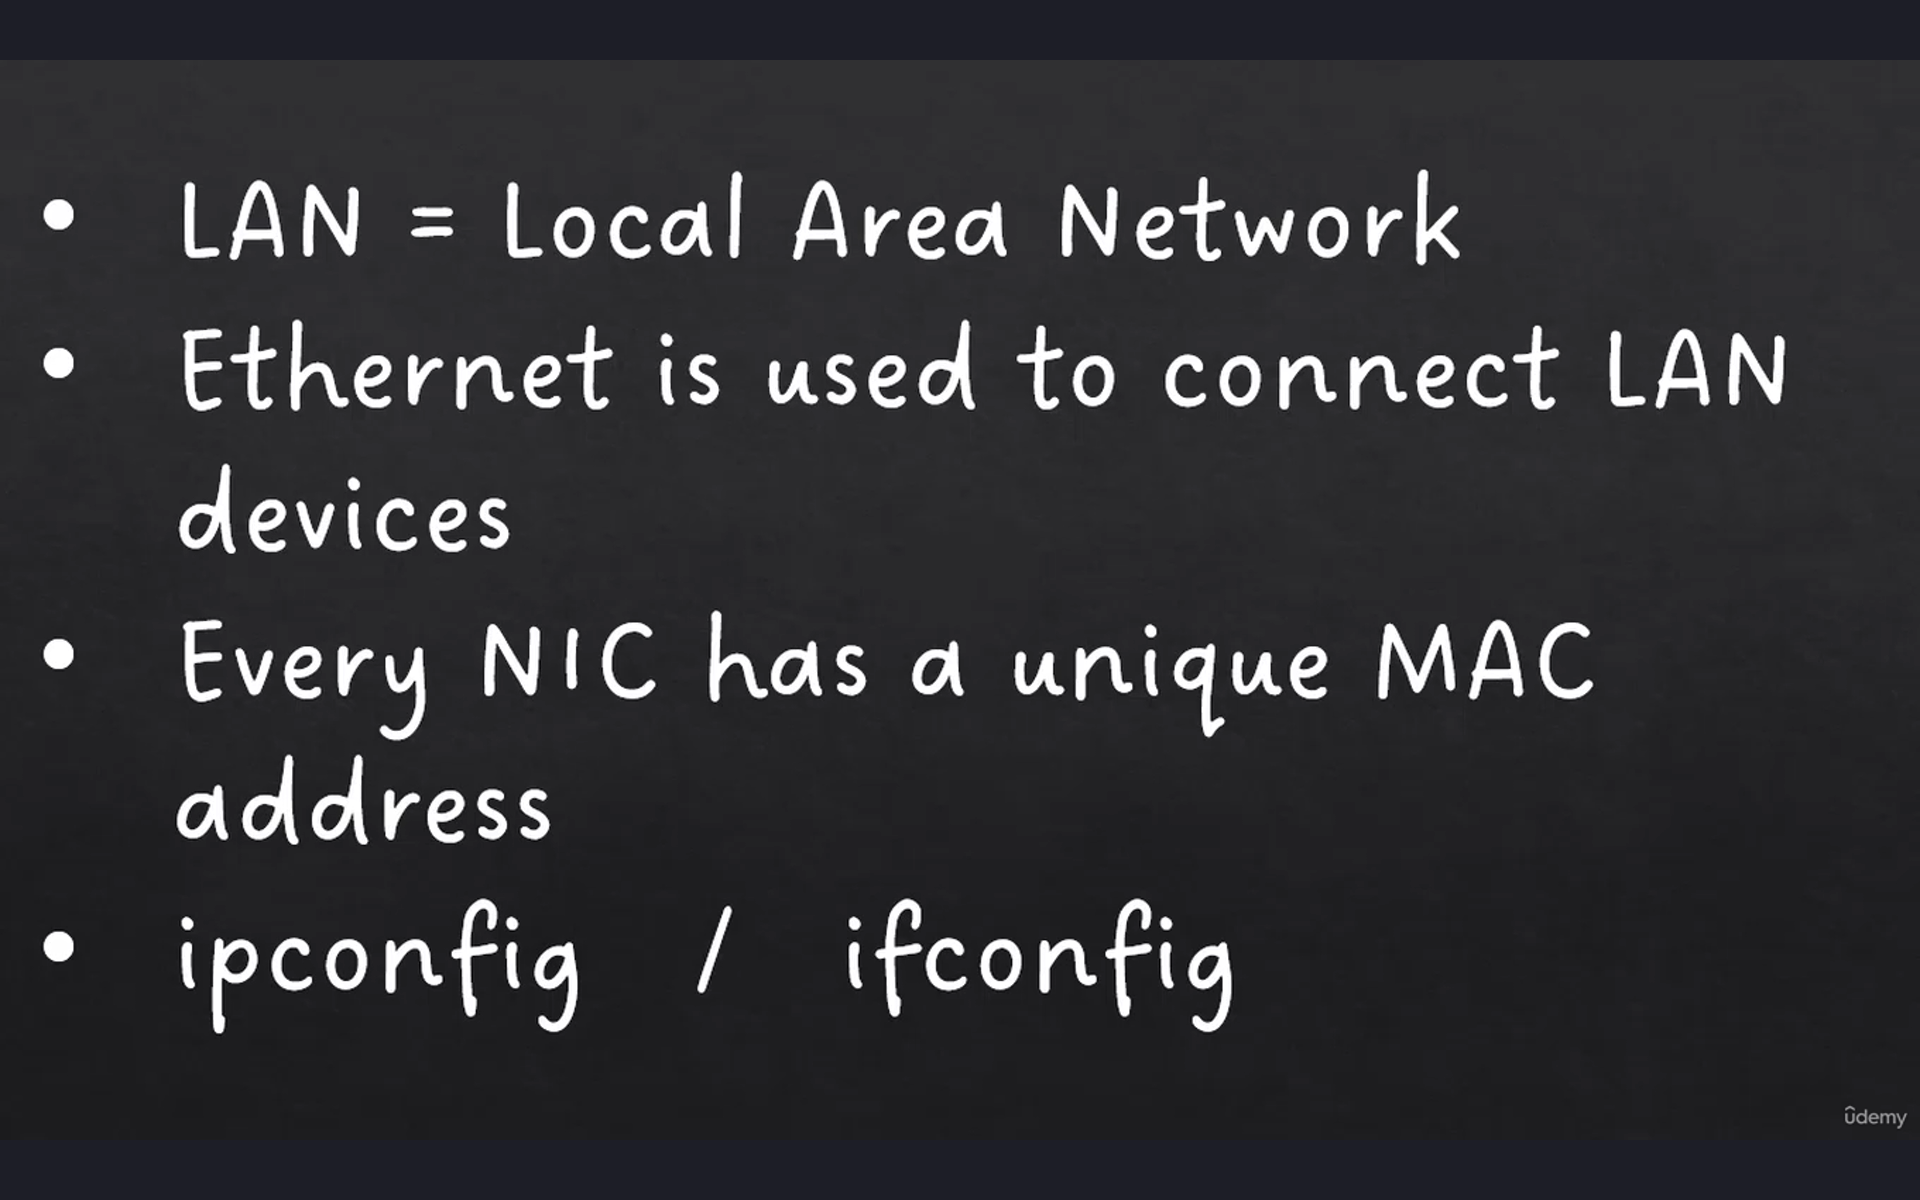 • LAN = Local Area Network
• Ethernet is used to connect LAN
devices
• Every NIC has a unique MAC
address
• ipconfig / ifconfig
ûdemy